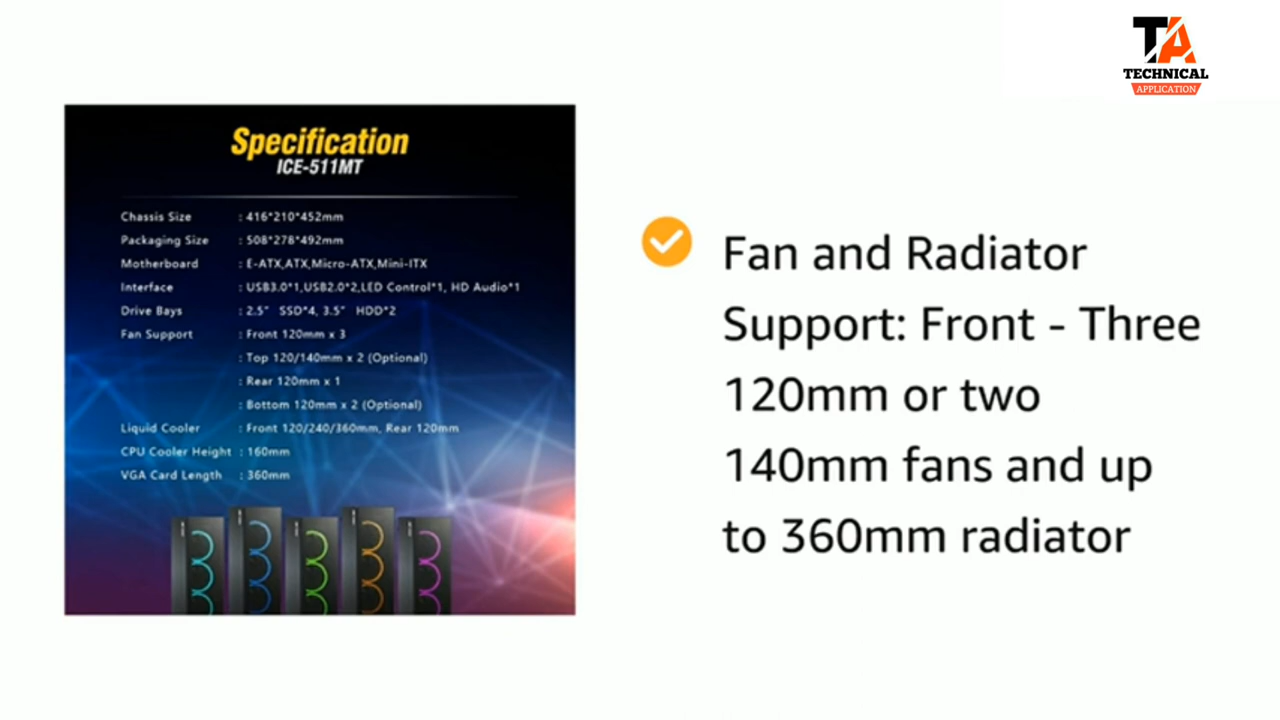 TA
TECHNICAL
APPLICATION
Specification
ICE-511MT
Chassis Size : 416*210*452mm
Packaging Size : 508*278*492mm
Motherboard : E-ATX,ATX,Micro-ATX,Mini-ITX
Interface : USB3.0*1,USB2.0*2,LED Control*1, HD Audio*1
Drive Bays : 2.5" SSD*4, 3.5" HDD*2
Fan Support : Front 120mm x 3
: Top 120/140mm x 2 (Optional)
: Rear 120mm x 1
: Bottom 120mm x 2 (Optional)
Liquid Cooler : Front 120/240/360mm, Rear 120mm
CPU Cooler Height : 160mm
VGA Card Length : 360mm
Fan and Radiator
Support: Front - Three
120mm or two
140mm fans and up
to 360mm radiator